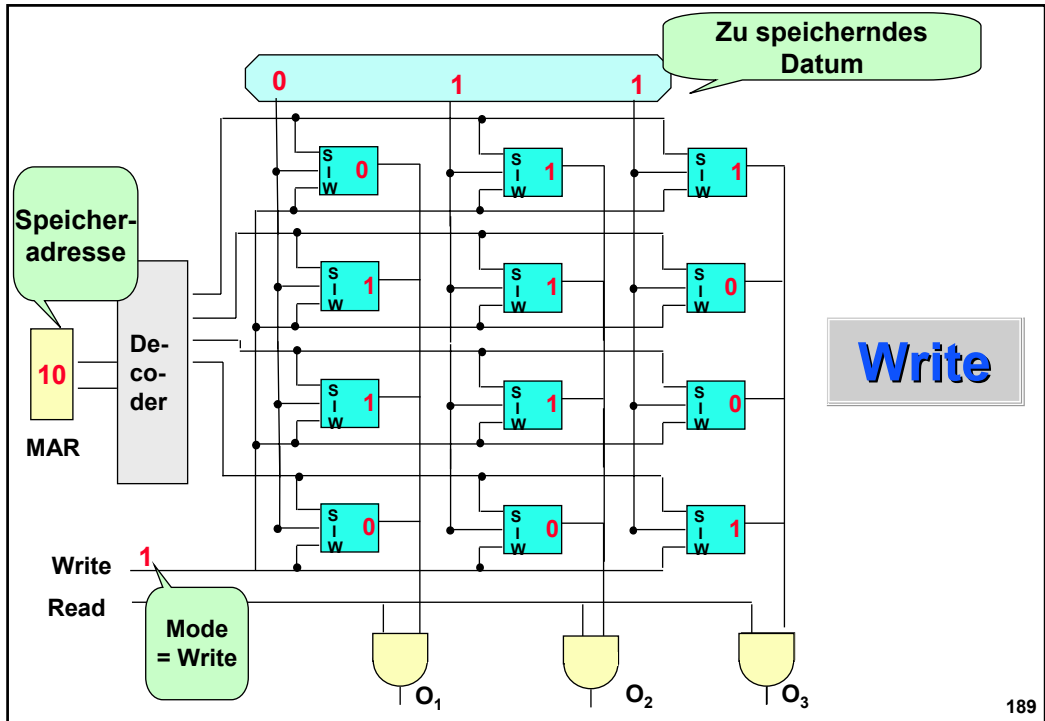 Zu speicherndes
Datum
0 1 1
S
I
W
0
S
I
W
1
S
I
W
1
Speicher-
adresse
S
I
W
1
S
I
W
1
S
I
W
0
De-
co-
der
10
MAR
Write
S
I
W
1
S
I
W
1
S
I
W
0
S
I
W
0
S
I
W
0
S
I
W
1
Write 1
Read
Mode
= Write
O1 O2 O3
189